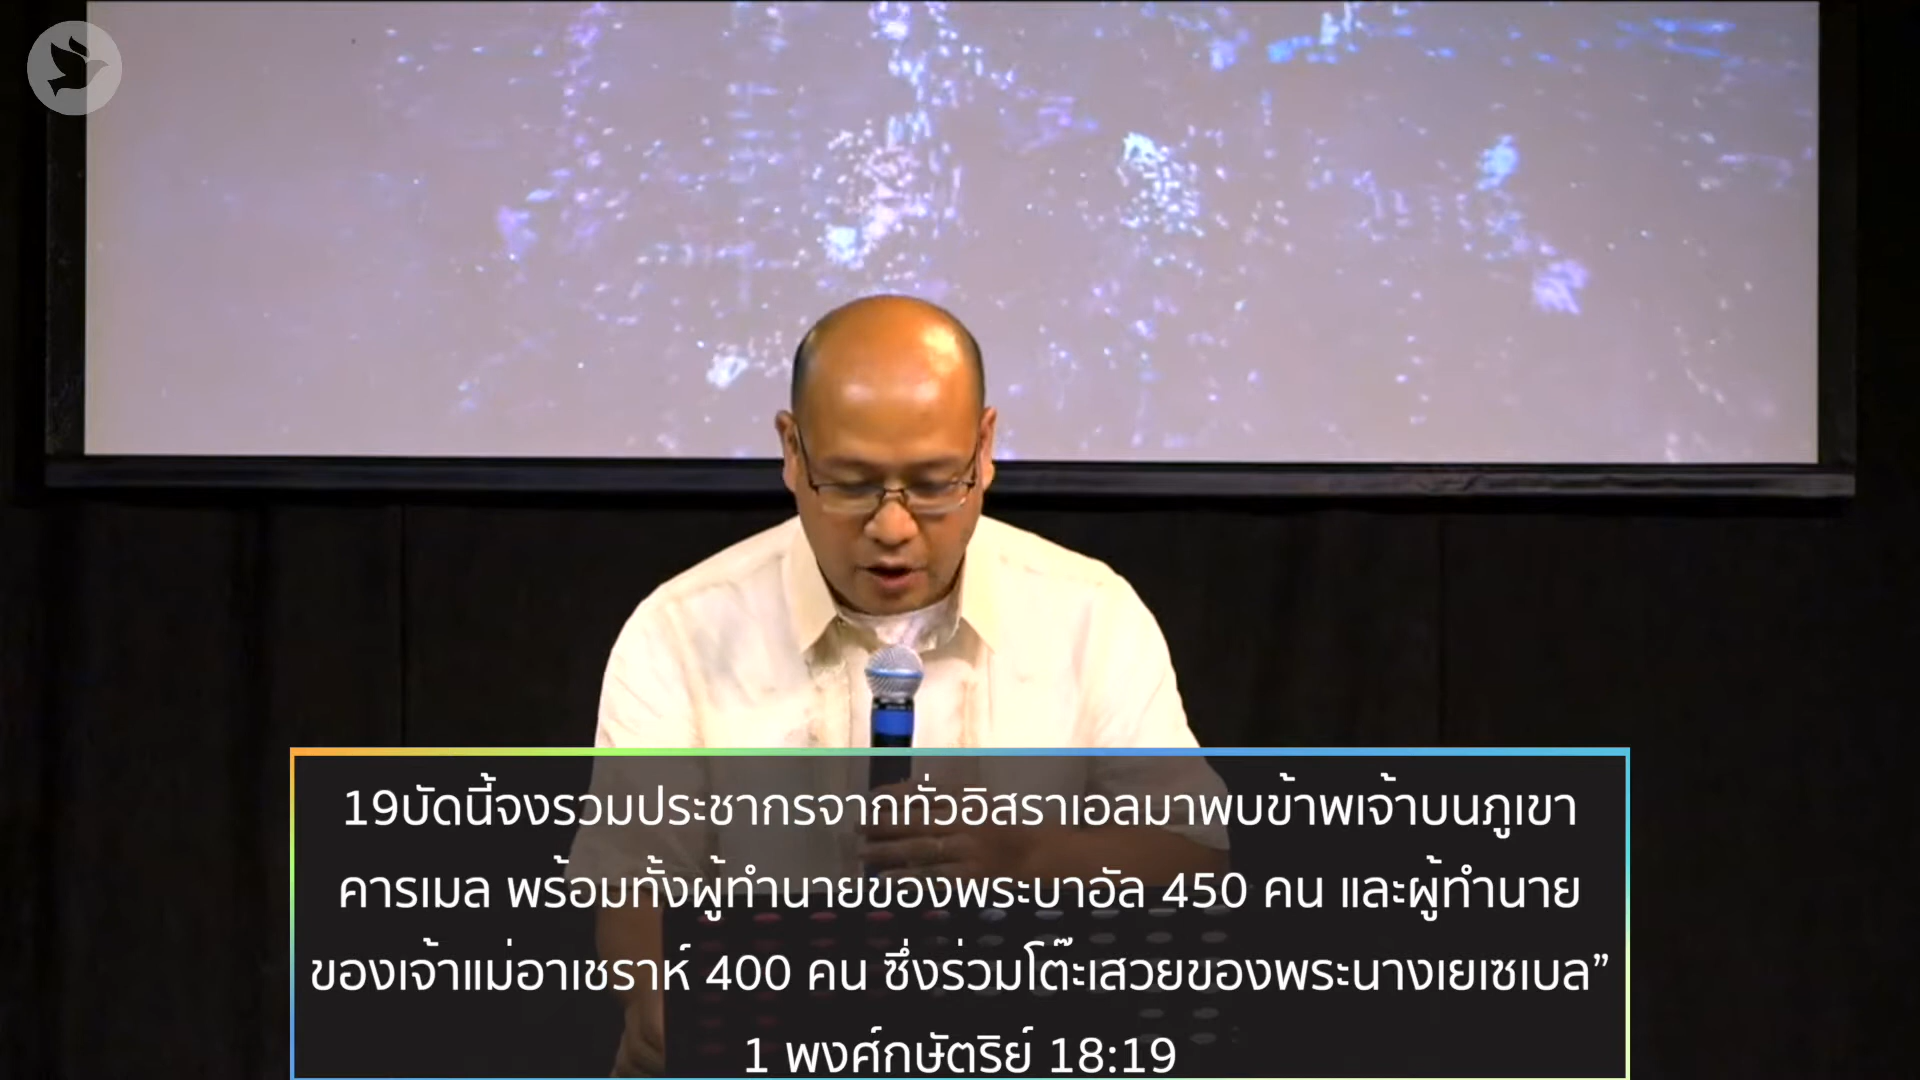 19บัดนี้จงรวมประชากรจากทั่วอิสราเอลมาพบข้าพเจ้าบนภูเขา
คารเมล พร้อมทั้งผู้ทำนายของพระบาอัล 450 คน และผู้ทำนาย
ของเจ้าแม่อาเชราห์ 400 คน ซึ่งร่วมโต๊ะเสวยของพระนางเยเซเบล”
1 พงศ์กษัตริย์ 18:19